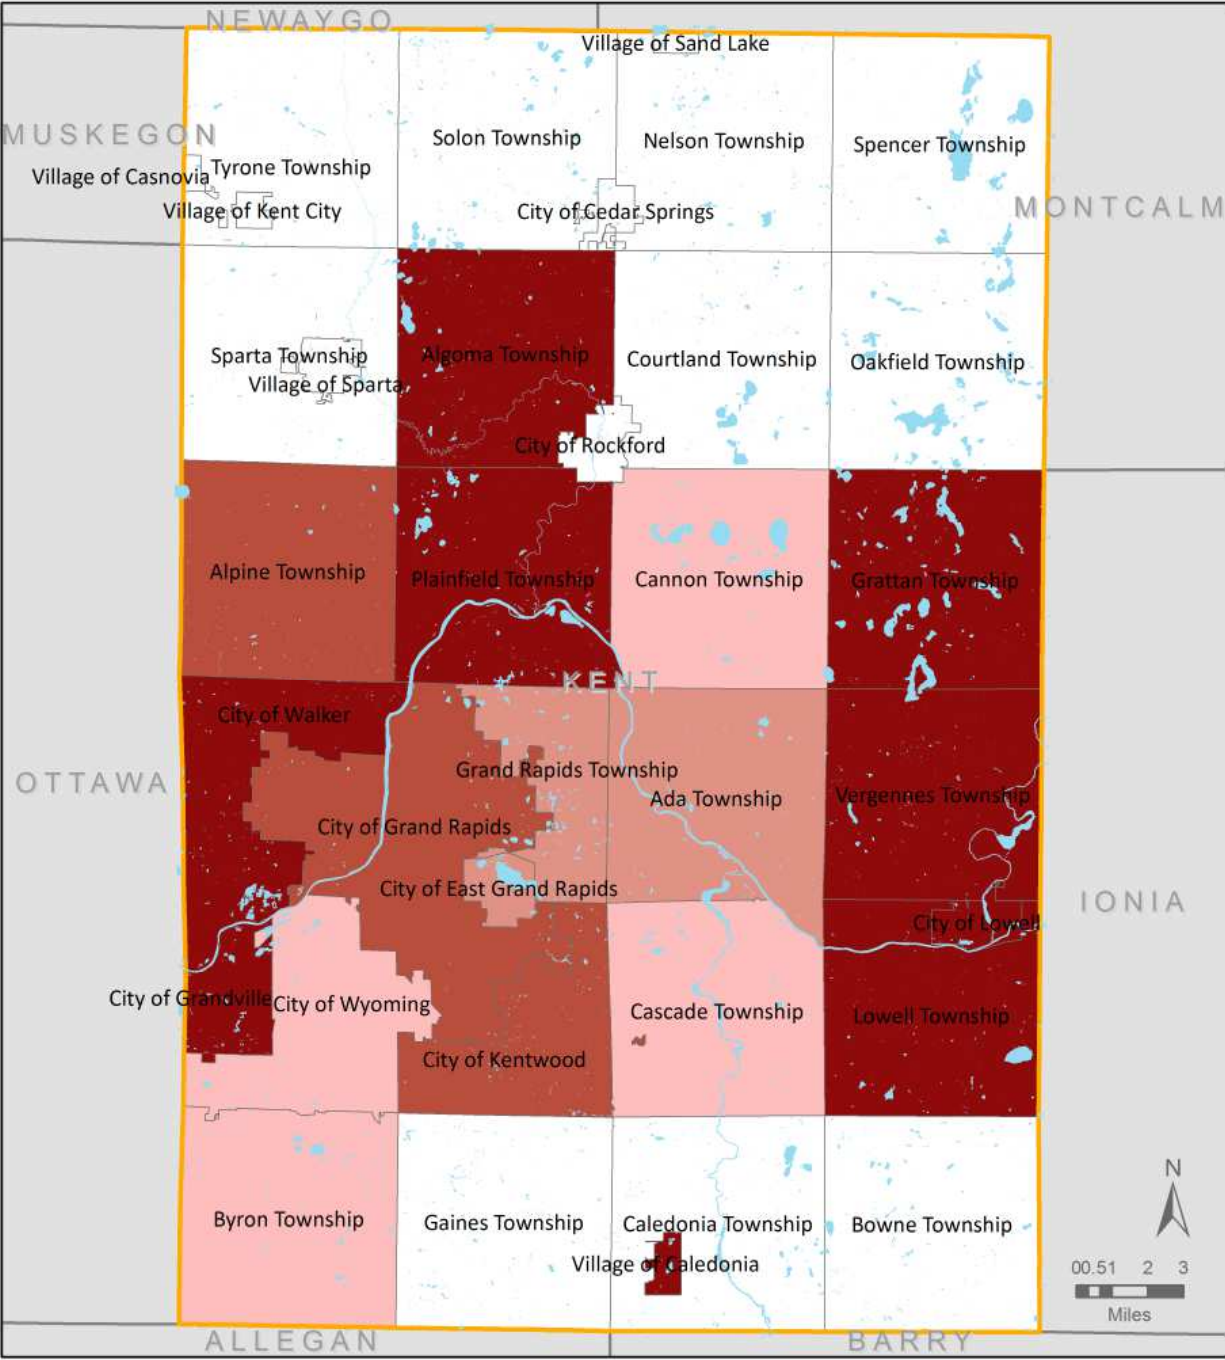 NEWAYGO
Village of Sand Lake
MUSKEGON
Solon Township
Nelson Township
Spencer Township
Tyrone Township
Village of Casnovia
Village of Kent City
City of Cedar Springs
MONTCALM
Sparta Township
Algoma Township
Courtland Township
Oakfield Township
Village of Sparta
City of Rockford
Alpine Township
Plainfield Township
Cannon Township
Grattan Township
KENT
City of Walker
OTTAWA
Grand Rapids Township
Ada Township
Vergennes Township
City of Grand Rapids
City of East Grand Rapids
IONIA
City of Lowell
City of Grandville
City of Wyoming
Cascade Township
Lowell Township
City of Kentwood
N
Byron Township
Gaines Township
Caledonia Township
Bowne Township
Village of Caledonia
00.51 2 3
Miles
ALLEGAN
BARRY